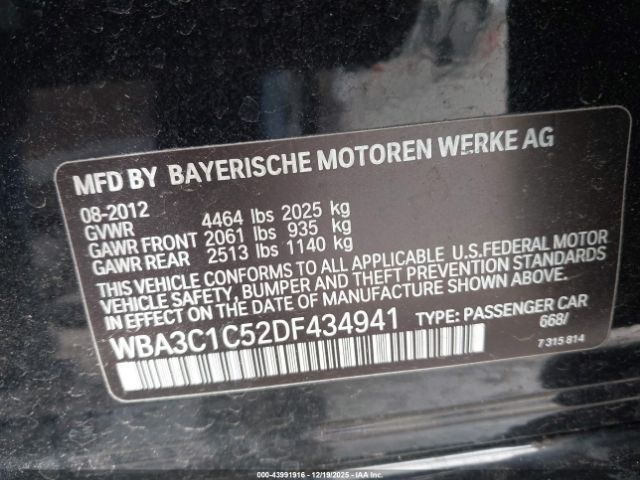 MFD BY BAYERISCHE MOTOREN WERKE AG
08-2012
GVWR 4464 lbs 2025 kg
GAWR FRONT 2061 lbs 935 kg
GAWR REAR 2513 lbs 1140 kg
THIS VEHICLE CONFORMS TO ALL APPLICABLE U.S.FEDERAL MOTOR
VEHICLE SAFETY, BUMPER AND THEFT PREVENTION STANDARDS
IN EFFECT ON THE DATE OF MANUFACTURE SHOWN ABOVE.
WBA3C1C52DF434941 TYPE: PASSENGER CAR
668/
7 315 814
000-43991916 - 12/19/2025 - IAAI.COM